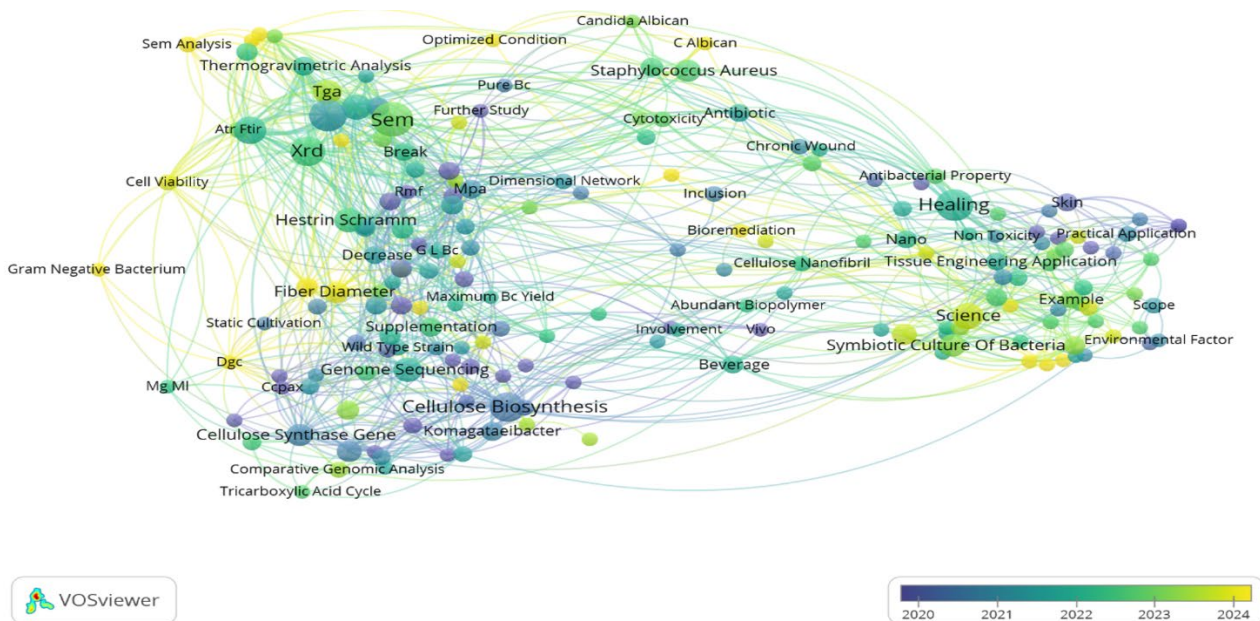 Candida Albican
Sem Analysis
Optimized Condition
C Albican
Thermogravimetric Analysis
Staphylococcus Aureus
Pure Bc
Tga
Further Study
Antibiotic
Sem
Cytotoxicity
Atr Ftir
Xrd
Break
Chronic Wound
Cell Viability
Rmf
Mpa
Dimensional Network
Antibacterial Property
Inclusion
Healing
Skin
Hestrin Schramm
Bioremediation
Nano
Non Toxicity
Practical Application
Decrease
G L Bc
Gram Negative Bacterium
Cellulose Nanofibril
Tissue Engineering Application
Fiber Diameter
Maximum Bc Yield
Abundant Biopolymer
Example
Scope
Static Cultivation
Supplementation
Involvement
Vivo
Science
Wild Type Strain
Symbiotic Culture Of Bacteria
Environmental Factor
Dgc
Genome Sequencing
Beverage
Mg Ml
Ccpax
Cellulose Biosynthesis
Cellulose Synthase Gene
Komagataeibacter
Comparative Genomic Analysis
Tricarboxylic Acid Cycle
VOSviewer
2020 2021 2022 2023 2024